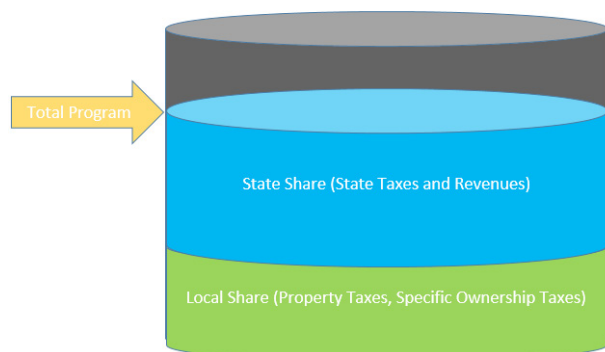 Total Program
State Share (State Taxes and Revenues)
Local Share (Property Taxes, Specific Ownership Taxes)